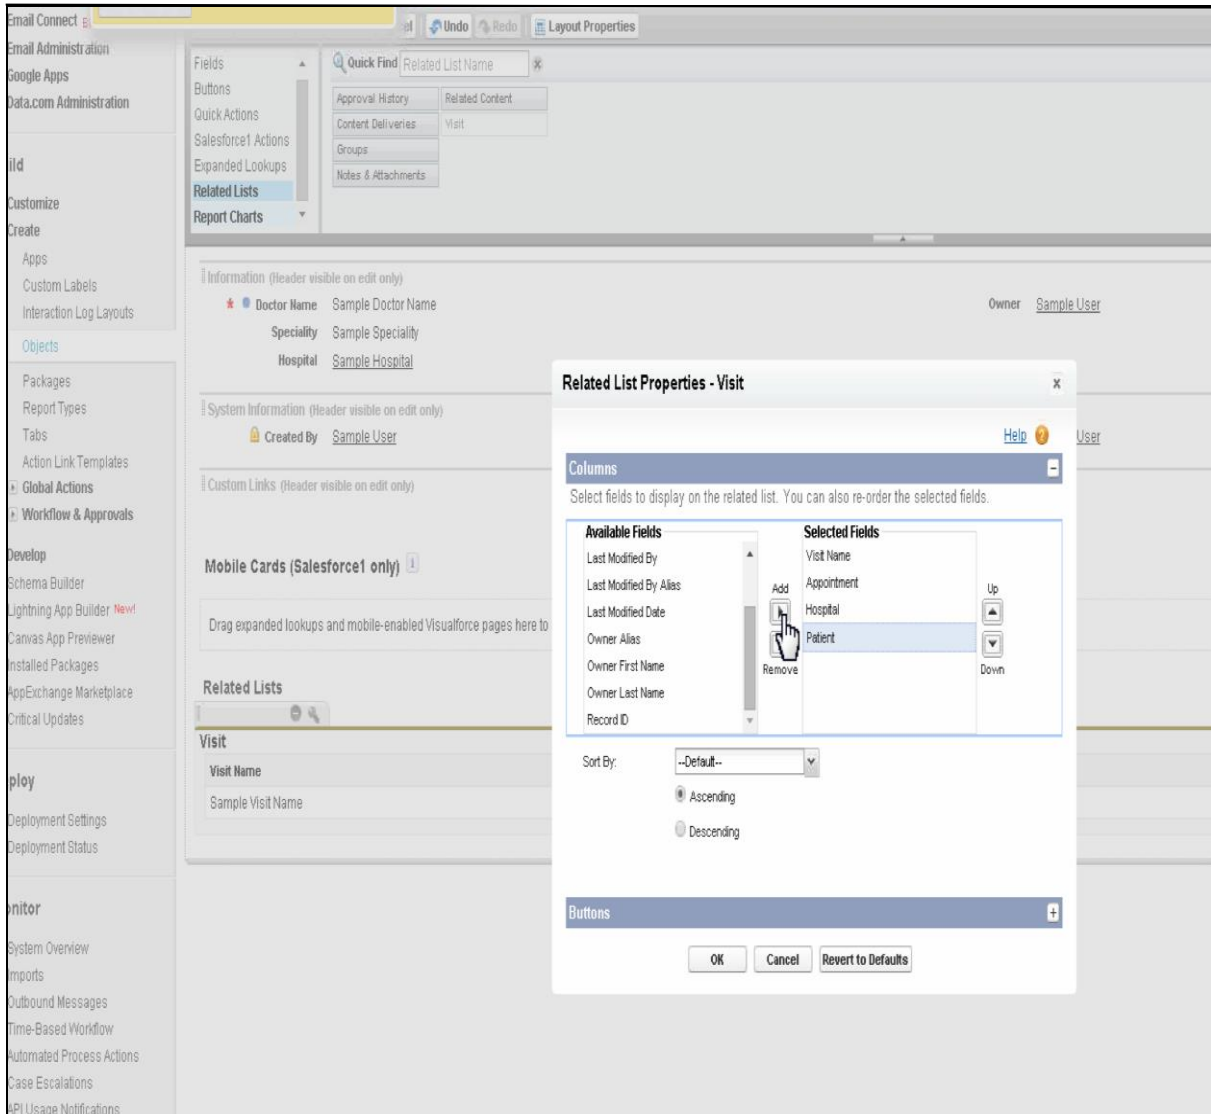 Email Connect
Email Administration
Google Apps
Data.com Administration
ild
Customize
Create
Apps
Custom Labels
Interaction Log Layouts
Objects
Packages
Report Types
Tabs
Action Link Templates
Global Actions
Workflow & Approvals
Develop
Schema Builder
Lightning App Builder New!
Canvas App Previewer
Installed Packages
AppExchange Marketplace
Critical Updates
ploy
Deployment Settings
Deployment Status
onitor
System Overview
Imports
Outbound Messages
Time-Based Workflow
Automated Process Actions
Case Escalations
API Usage Notifications
el Undo Redo Layout Properties
Fields
Buttons
Quick Actions
Salesforce1 Actions
Expanded Lookups
Related Lists
Report Charts
Quick Find Related List Name
Approval History Related Content
Content Deliveries Visit
Groups
Notes & Attachments
Information (Header visible on edit only)
* Doctor Name Sample Doctor Name Owner Sample User
Speciality Sample Speciality
Hospital Sample Hospital
System Information (Header visible on edit only)
Created By Sample User User
Custom Links (Header visible on edit only)
Mobile Cards (Salesforce1 only) i
Drag expanded lookups and mobile-enabled Visualforce pages here to
Related Lists
Visit
Visit Name
Sample Visit Name
Related List Properties - Visit x
Help ?
Columns
Select fields to display on the related list. You can also re-order the selected fields.
Available Fields
Last Modified By
Last Modified By Alias
Last Modified Date
Owner Alias
Owner First Name
Owner Last Name
Record ID
Add
Remove
Selected Fields
Visit Name
Appointment
Hospital
Patient
Up
Down
Sort By: --Default--
Ascending
Descending
Buttons
OK Cancel Revert to Defaults